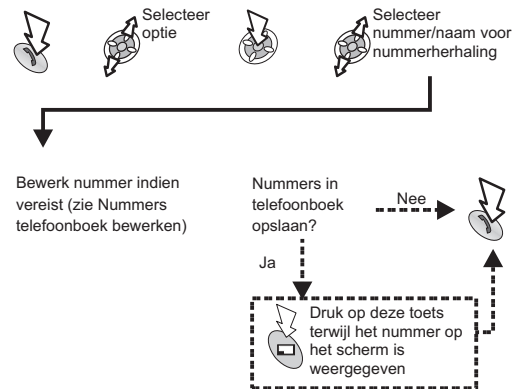 Selecteer
optie
Selecteer
nummer/naam voor
nummerherhaling
Bewerk nummer indien
vereist (zie Nummers
telefoonboek bewerken)
Nummers in
telefoonboek
opslaan?
Nee
Ja
Druk op deze toets
terwijl het nummer op
het scherm is
weergegeven